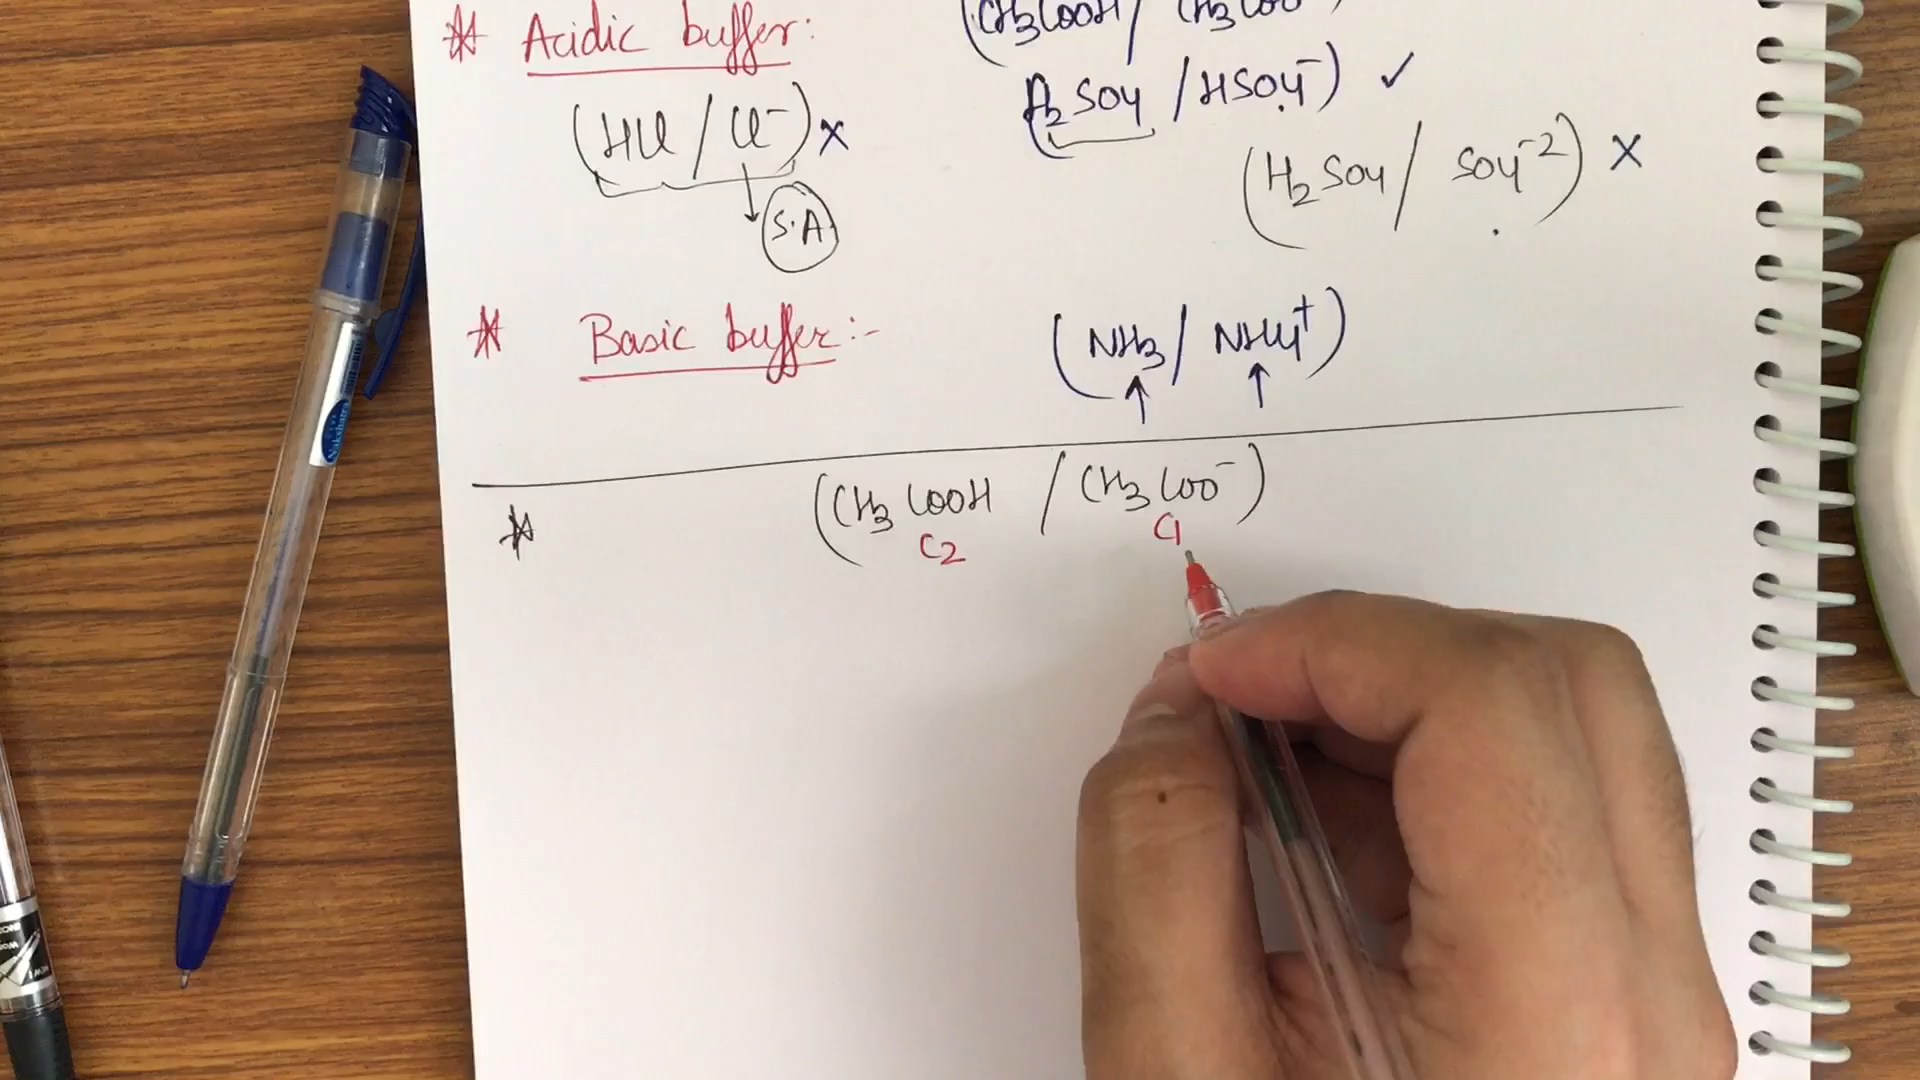 * Acidic buffer:
(CH3COOH / CH3COO-)
(HCl / Cl-) x
(H2SO4 / HSO4-) ✓
(H2SO4 / SO4-2) x
S.A
* Basic buffer:-
(NH3 / NH4+)
* (CH3COOH / CH3COO-)
C2 C1
Nakshatra